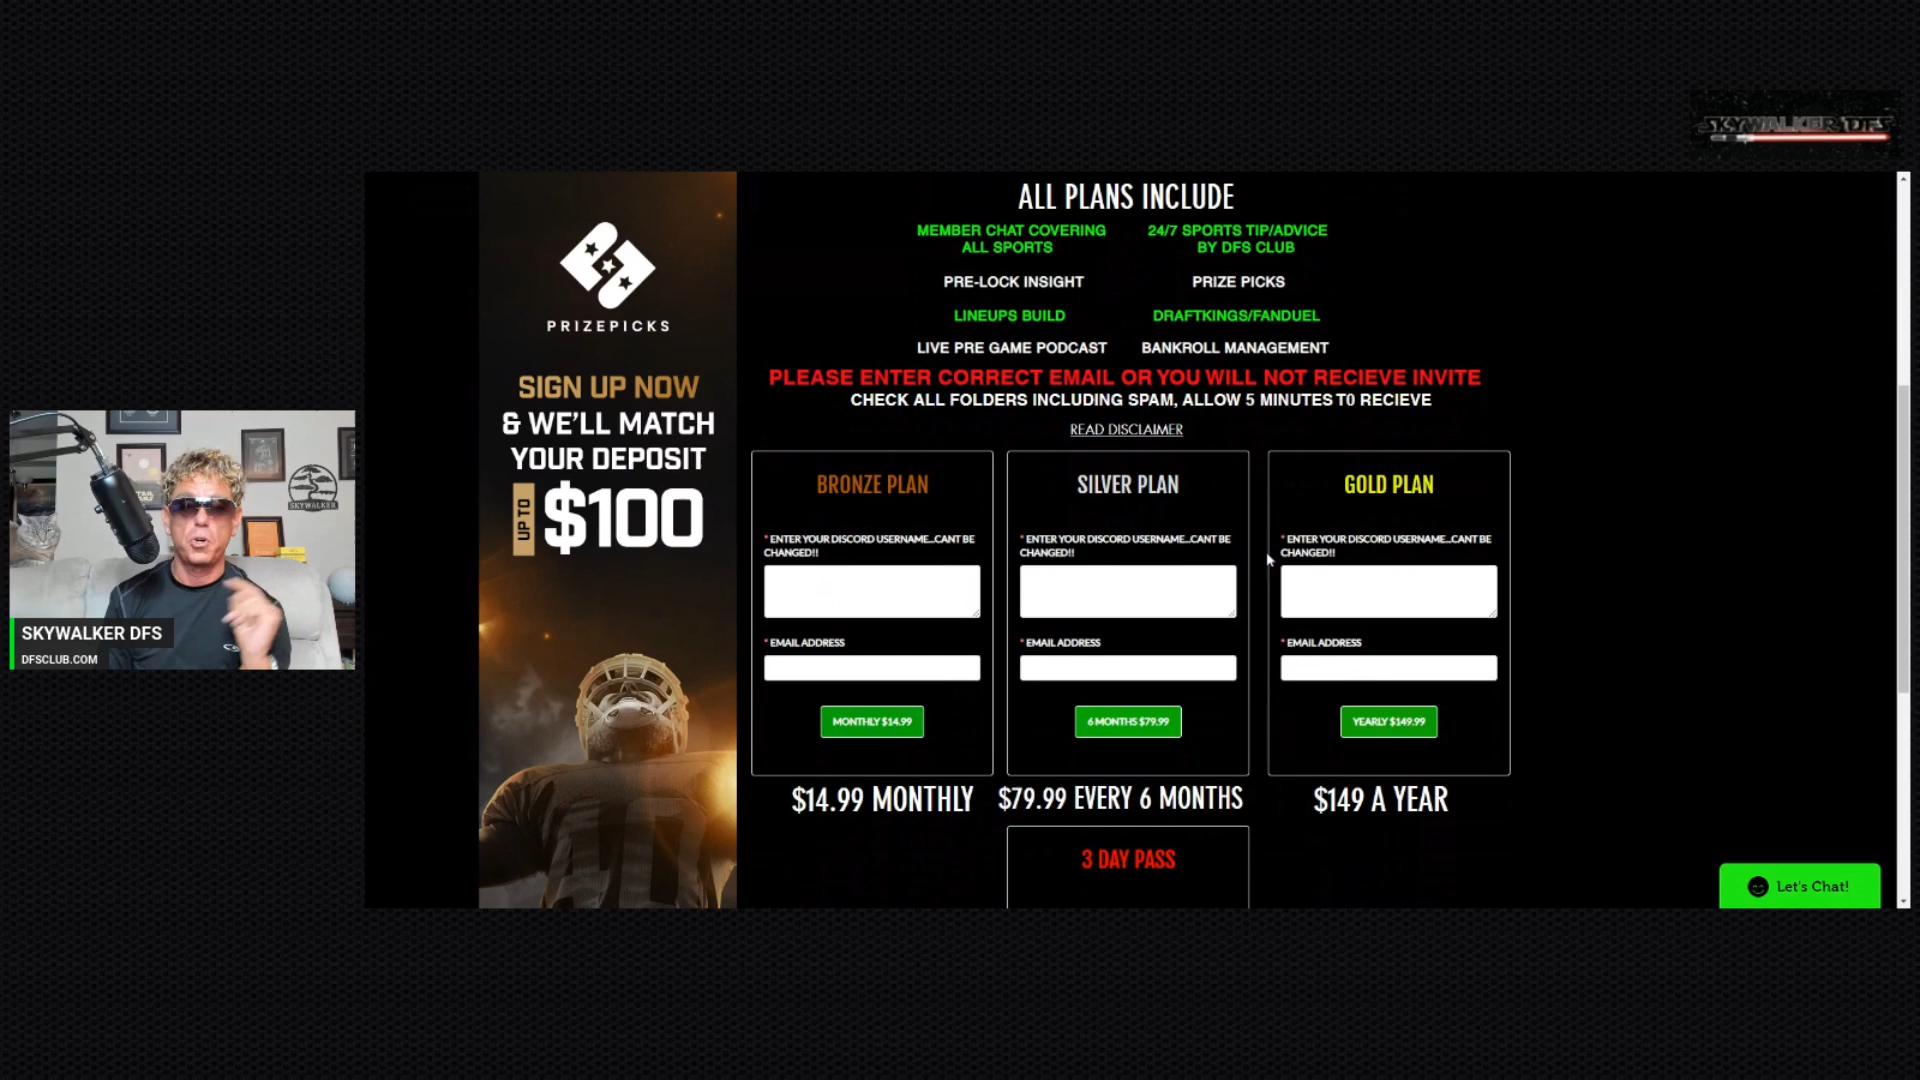 SKYWALKER DFS
ALL PLANS INCLUDE
MEMBER CHAT COVERING
ALL SPORTS
24/7 SPORTS TIP/ADVICE
BY DFS CLUB
PRE-LOCK INSIGHT
PRIZE PICKS
LINEUPS BUILD
DRAFTKINGS/FANDUEL
LIVE PRE GAME PODCAST
BANKROLL MANAGEMENT
PLEASE ENTER CORRECT EMAIL OR YOU WILL NOT RECIEVE INVITE
CHECK ALL FOLDERS INCLUDING SPAM, ALLOW 5 MINUTES T0 RECIEVE
READ DISCLAIMER
PRIZEPICKS
SIGN UP NOW
& WE'LL MATCH
YOUR DEPOSIT
UP TO
$100
BRONZE PLAN
* ENTER YOUR DISCORD USERNAME...CANT BE
CHANGED!!
* EMAIL ADDRESS
MONTHLY $14.99
$14.99 MONTHLY
SILVER PLAN
* ENTER YOUR DISCORD USERNAME...CANT BE
CHANGED!!
* EMAIL ADDRESS
6 MONTHS $79.99
$79.99 EVERY 6 MONTHS
GOLD PLAN
* ENTER YOUR DISCORD USERNAME...CANT BE
CHANGED!!
* EMAIL ADDRESS
YEARLY $149.99
$149 A YEAR
3 DAY PASS
SKYWALKER
SKYWALKER DFS
DFSCLUB.COM
Let's Chat!